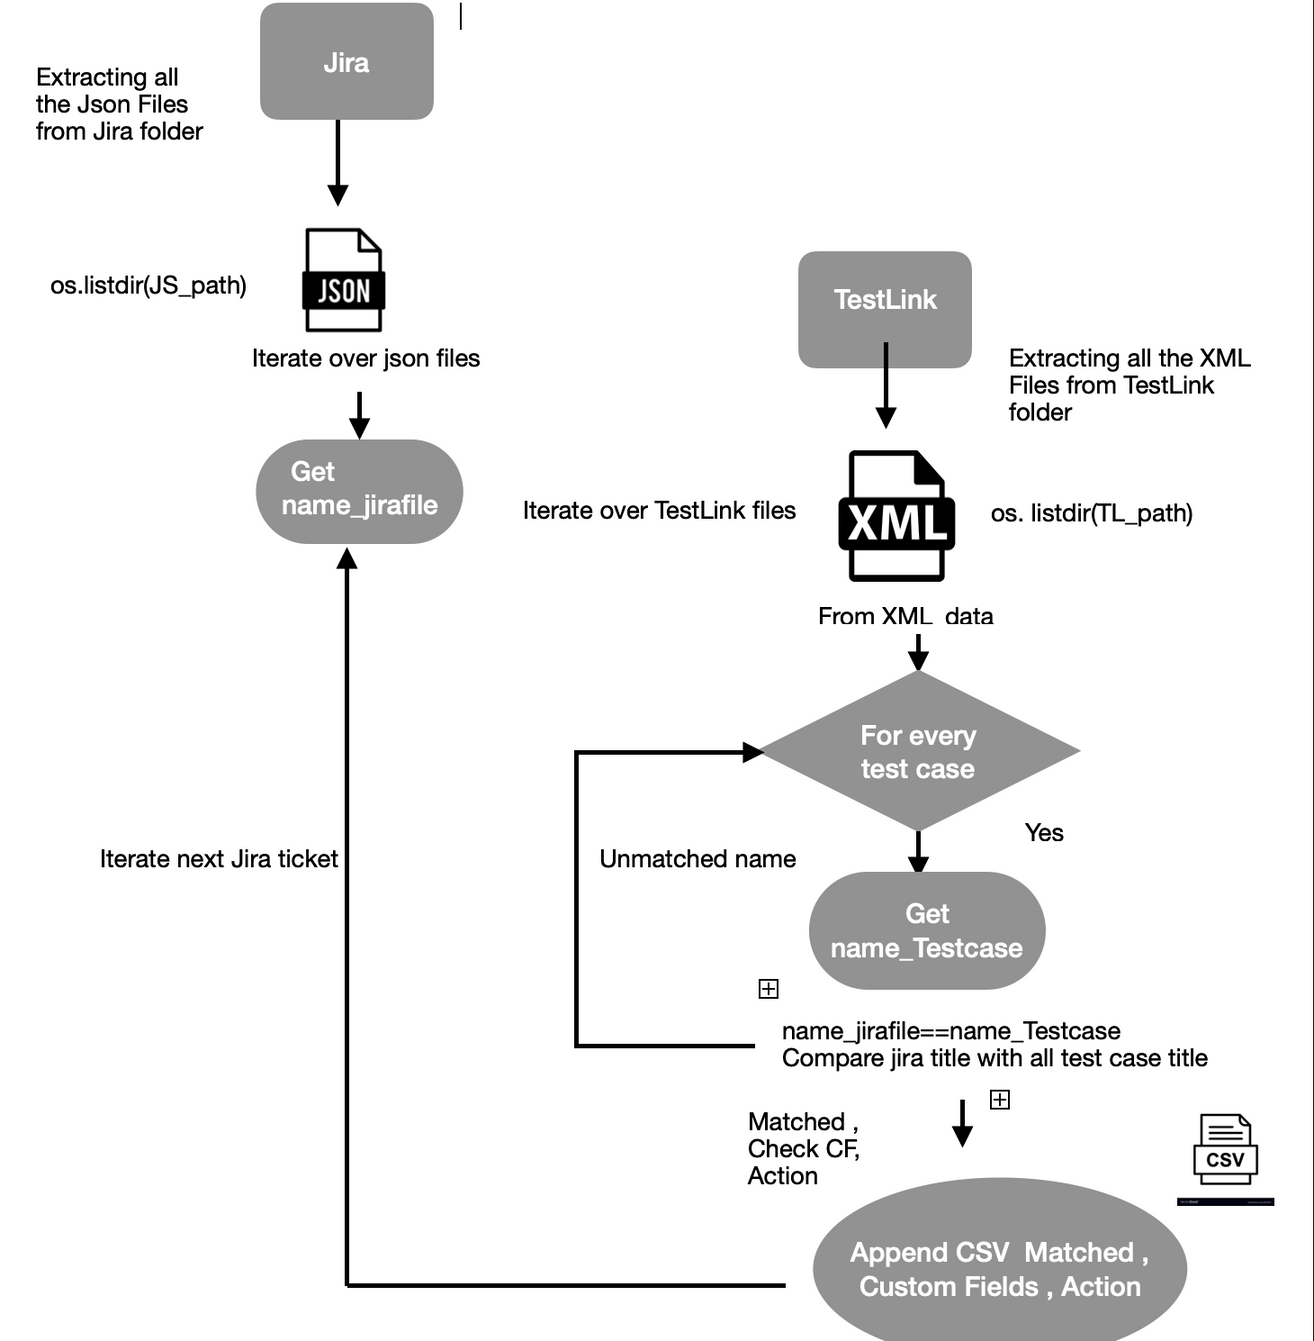 Jira
Extracting all
the Json Files
from Jira folder
os.listdir(JS_path)
JSON
Iterate over json files
Get
name_jirafile
TestLink
Extracting all the XML
Files from TestLink
folder
Iterate over TestLink files
XML
os. listdir(TL_path)
From XML data
For every
test case
Yes
Iterate next Jira ticket
Unmatched name
Get
name_Testcase
name_jirafile==name_Testcase
Compare jira title with all test case title
Matched ,
Check CF,
Action
CSV
Append CSV Matched ,
Custom Fields , Action